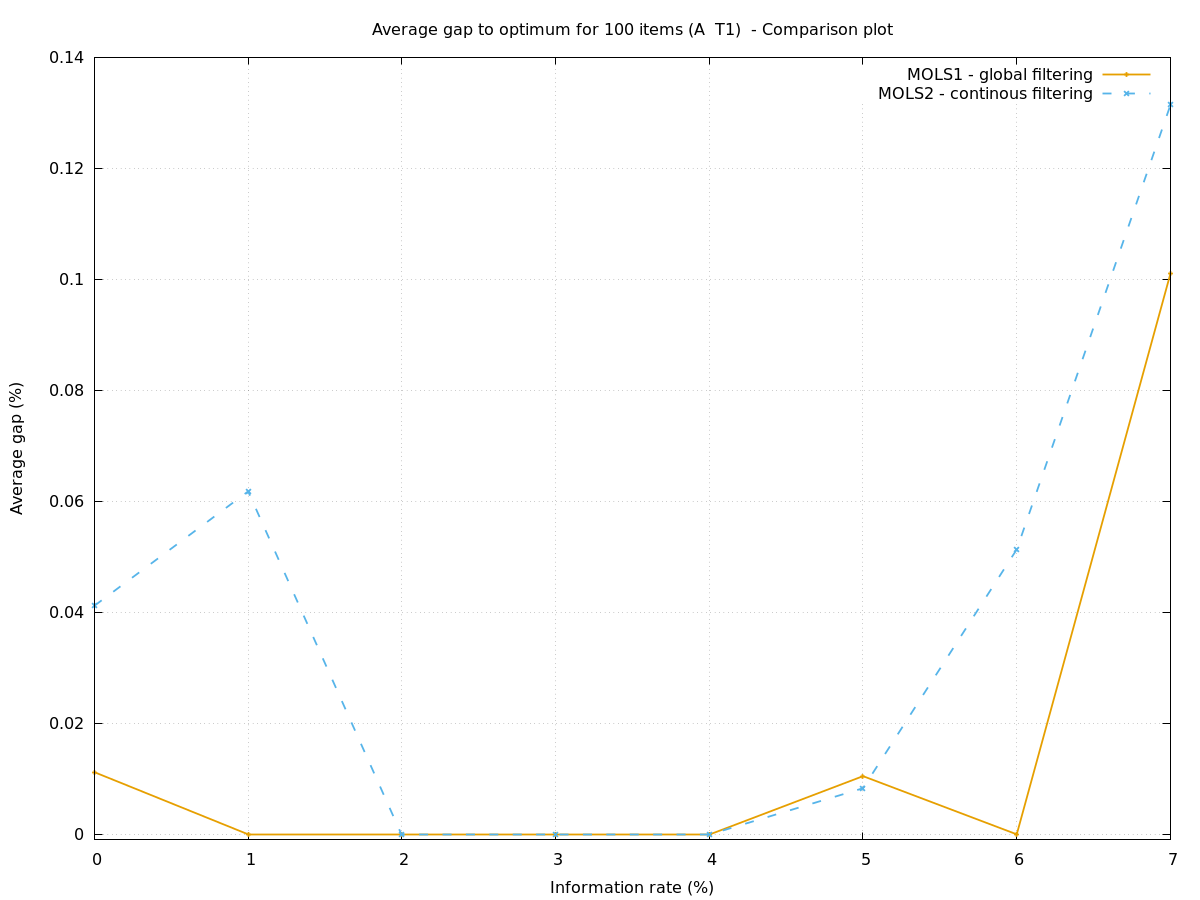 Average gap to optimum for 100 items (A  T1)  - Comparison plot
MOLS1 - global filtering
MOLS2 - continous filtering
0.14
0.12
0.1
0.08
0.06
0.04
0.02
0
Average gap (%)
0 1 2 3 4 5 6 7
Information rate (%)